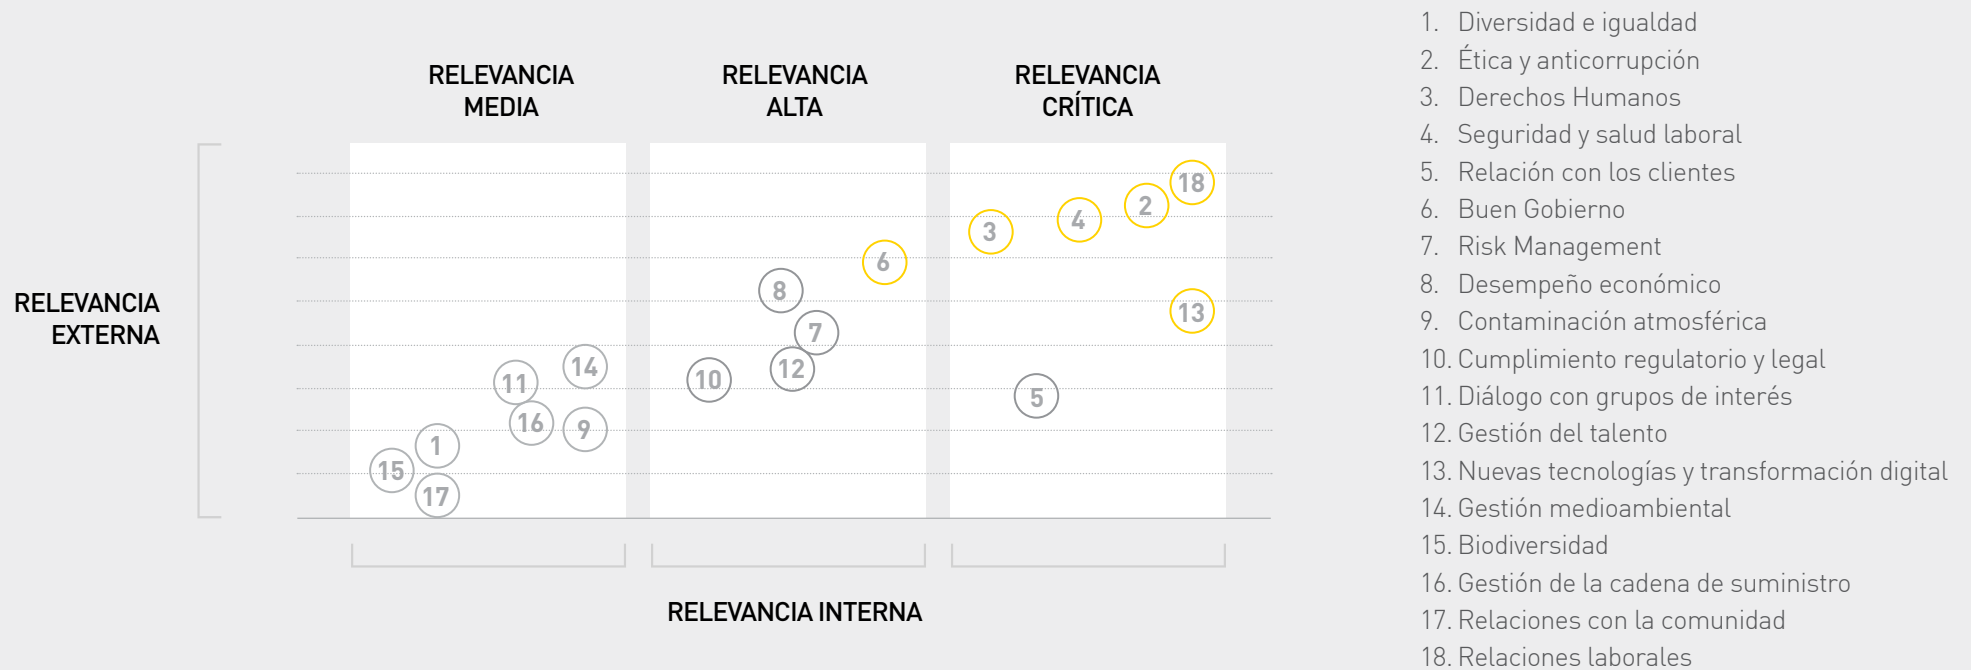 RELEVANCIA
MEDIA
RELEVANCIA
ALTA
RELEVANCIA
CRÍTICA
RELEVANCIA
EXTERNA
18
2
4
3
6
8
13
7
14
12
10
11
5
16
9
1
15
17
RELEVANCIA INTERNA
1. Diversidad e igualdad
2. Ética y anticorrupción
3. Derechos Humanos
4. Seguridad y salud laboral
5. Relación con los clientes
6. Buen Gobierno
7. Risk Management
8. Desempeño económico
9. Contaminación atmosférica
10. Cumplimiento regulatorio y legal
11. Diálogo con grupos de interés
12. Gestión del talento
13. Nuevas tecnologías y transformación digital
14. Gestión medioambiental
15. Biodiversidad
16. Gestión de la cadena de suministro
17. Relaciones con la comunidad
18. Relaciones laborales